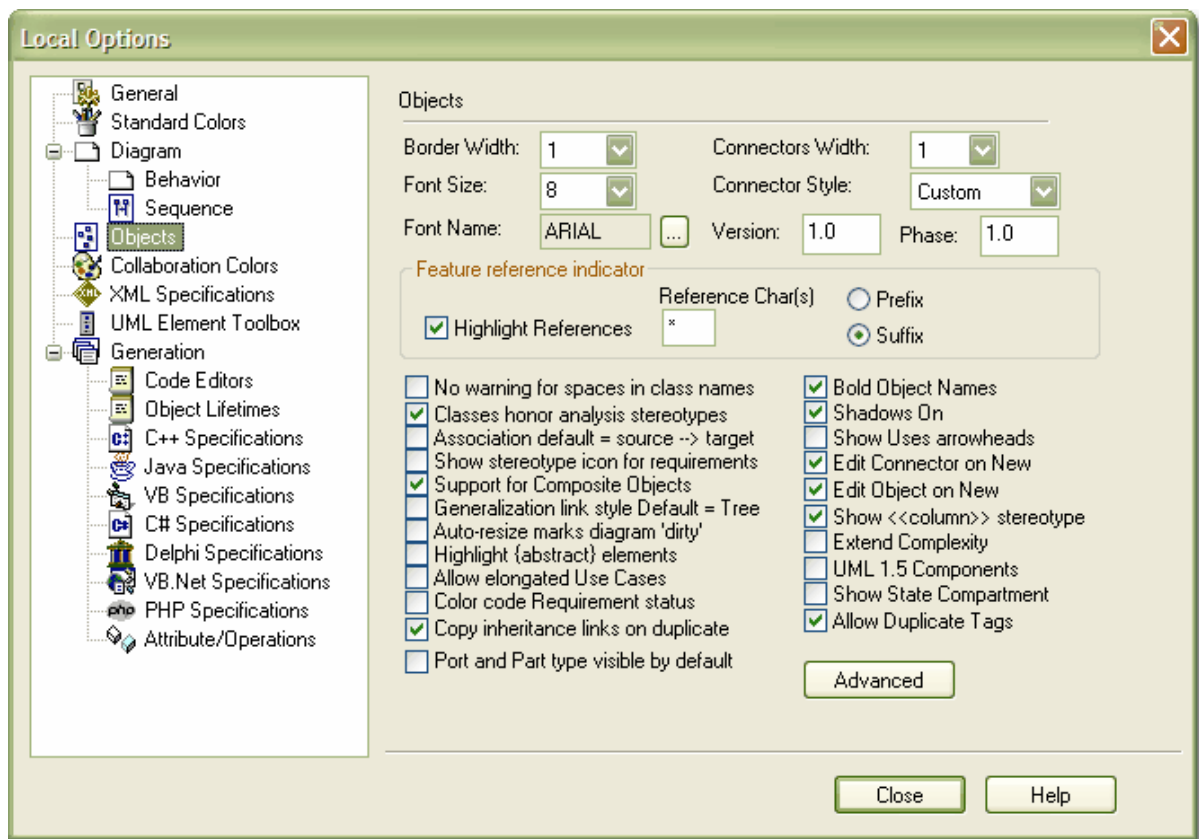 Local Options
General
Standard Colors
Diagram
Behavior
Sequence
Objects
Collaboration Colors
XML Specifications
UML Element Toolbox
Generation
Code Editors
Object Lifetimes
C++ Specifications
Java Specifications
VB Specifications
C# Specifications
Delphi Specifications
VB.Net Specifications
PHP Specifications
Attribute/Operations
Objects
Border Width: 1 Connectors Width: 1
Font Size: 8 Connector Style: Custom
Font Name: ARIAL ... Version: 1.0 Phase: 1.0
Feature reference indicator
Reference Char(s) Prefix
Highlight References * Suffix
No warning for spaces in class names
Classes honor analysis stereotypes
Association default = source --> target
Show stereotype icon for requirements
Support for Composite Objects
Generalization link style Default = Tree
Auto-resize marks diagram 'dirty'
Highlight {abstract} elements
Allow elongated Use Cases
Color code Requirement status
Copy inheritance links on duplicate
Port and Part type visible by default
Bold Object Names
Shadows On
Show Uses arrowheads
Edit Connector on New
Edit Object on New
Show <<column>> stereotype
Extend Complexity
UML 1.5 Components
Show State Compartment
Allow Duplicate Tags
Advanced
Close Help